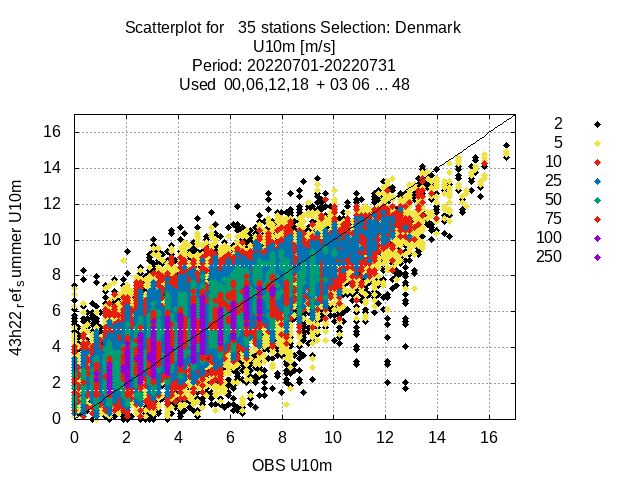 Scatterplot for 35 stations Selection: Denmark
U10m [m/s]
Period: 20220701-20220731
Used 00,06,12,18 + 03 06 ... 48
43h22ᵣefₛummer U10m
16
14
12
10
8
6
4
2
0
0 2 4 6 8 10 12 14 16
OBS U10m
2
5
10
25
50
75
100
250